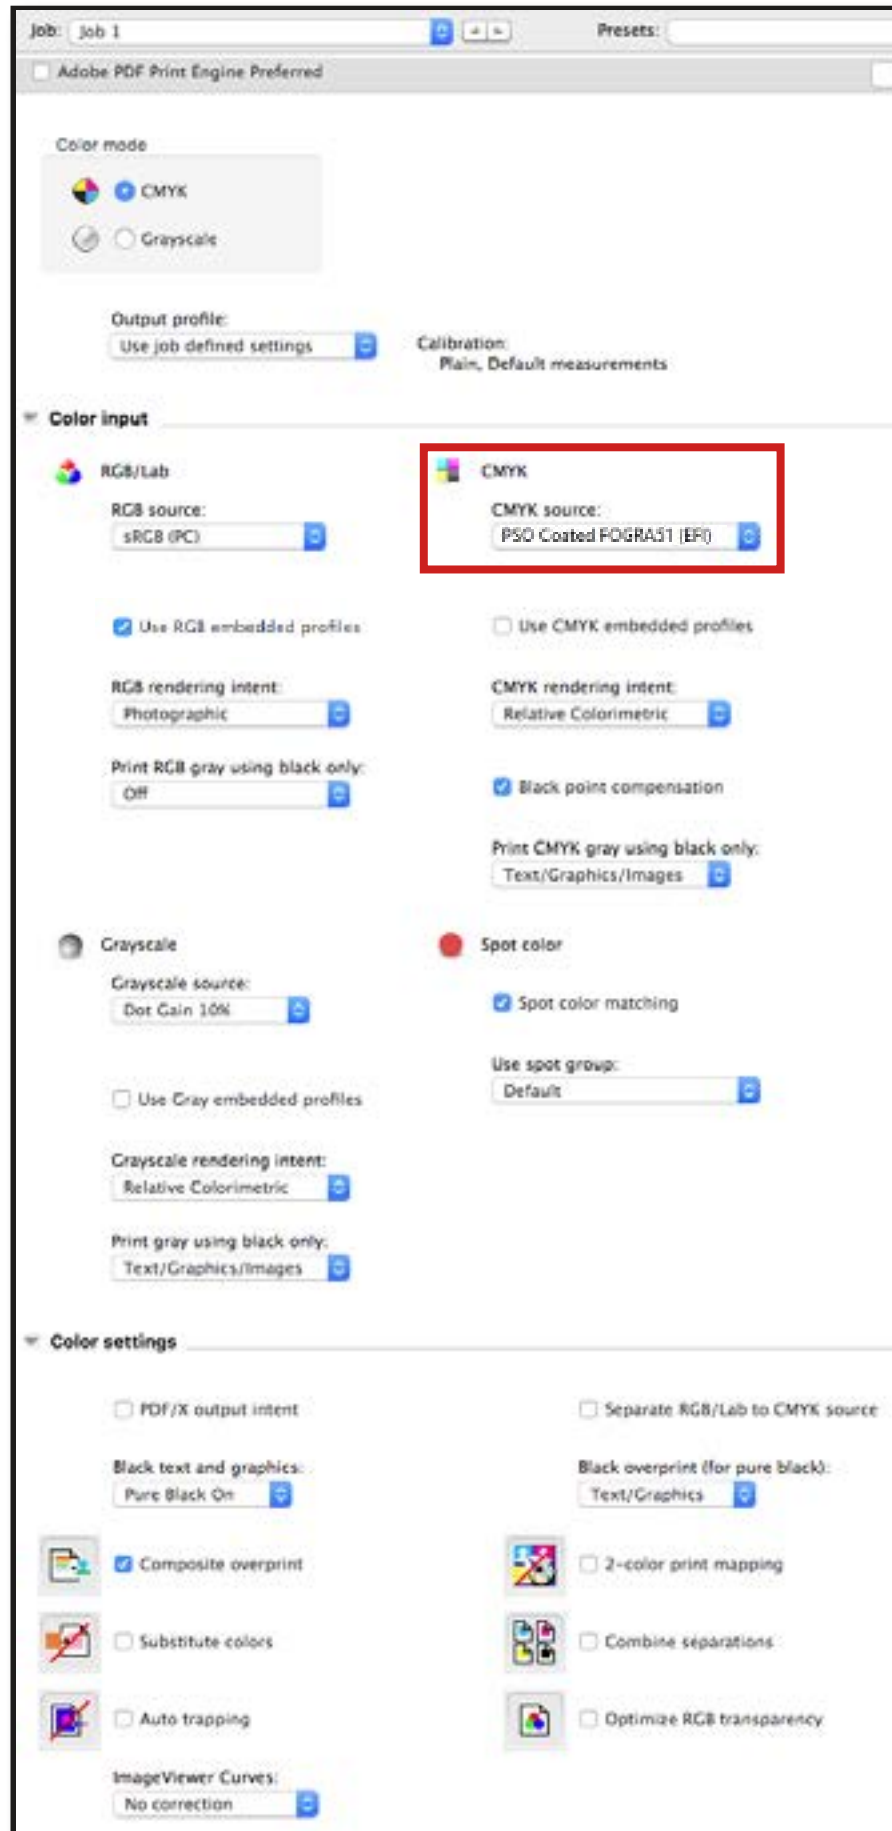 Job: Job 1 Presets:
Adobe PDF Print Engine Preferred
Color mode
CMYK
Grayscale
Output profile:
Use job defined settings
Calibration:
Plain, Default measurements
Color input
RGB/Lab
RGB source:
sRGB (PC)
Use RGB embedded profiles
RGB rendering intent:
Photographic
Print RGB gray using black only:
Off
CMYK
CMYK source:
PSO Coated FOGRA51 (EFI)
Use CMYK embedded profiles
CMYK rendering intent:
Relative Colorimetric
Black point compensation
Print CMYK gray using black only:
Text/Graphics/Images
Grayscale
Grayscale source:
Dot Gain 10%
Use Gray embedded profiles
Grayscale rendering intent:
Relative Colorimetric
Print gray using black only:
Text/Graphics/Images
Spot color
Spot color matching
Use spot group:
Default
Color settings
PDF/X output intent
Separate RGB/Lab to CMYK source
Black text and graphics:
Pure Black On
Black overprint (for pure black):
Text/Graphics
Composite overprint
2-color print mapping
Substitute colors
Combine separations
Auto trapping
Optimize RGB transparency
ImageViewer Curves:
No correction